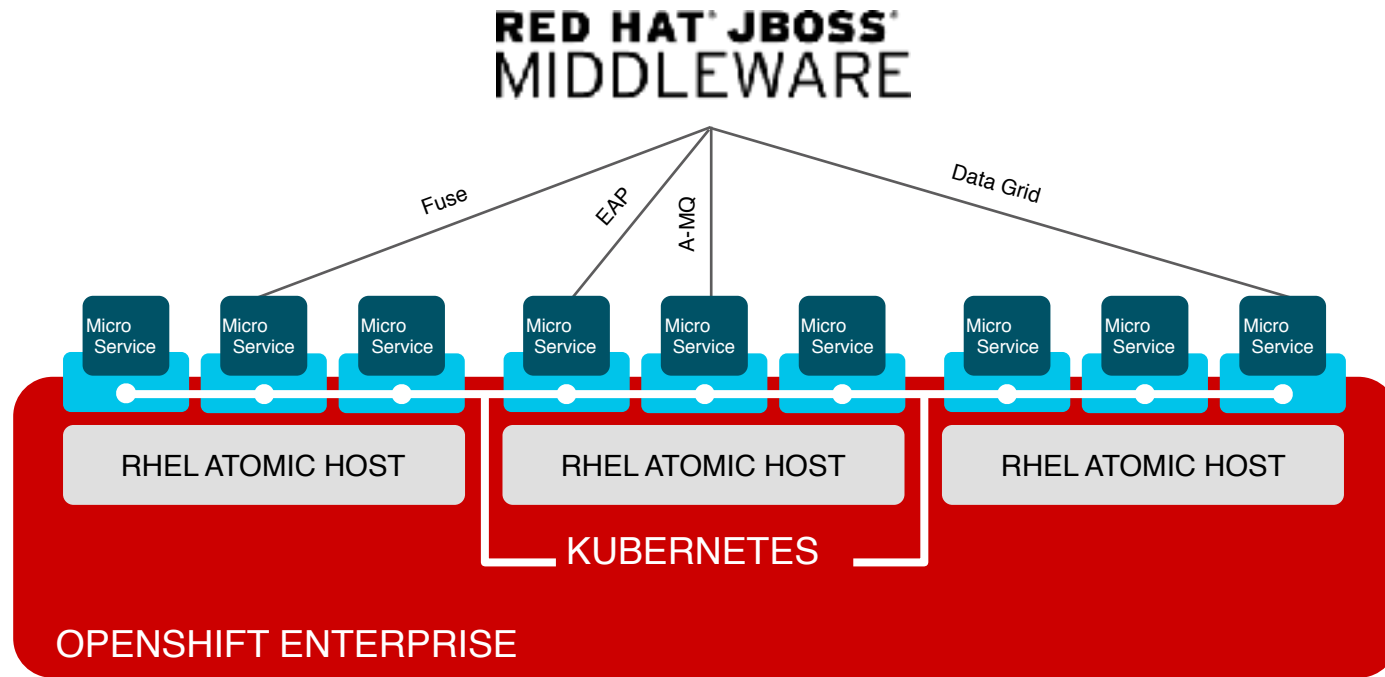 RED HAT® JBOSS®
MIDDLEWARE
Fuse
EAP
A-MQ
Data Grid
Micro
Service
Micro
Service
Micro
Service
Micro
Service
Micro
Service
Micro
Service
Micro
Service
Micro
Service
Micro
Service
RHEL ATOMIC HOST
RHEL ATOMIC HOST
RHEL ATOMIC HOST
KUBERNETES
OPENSHIFT ENTERPRISE